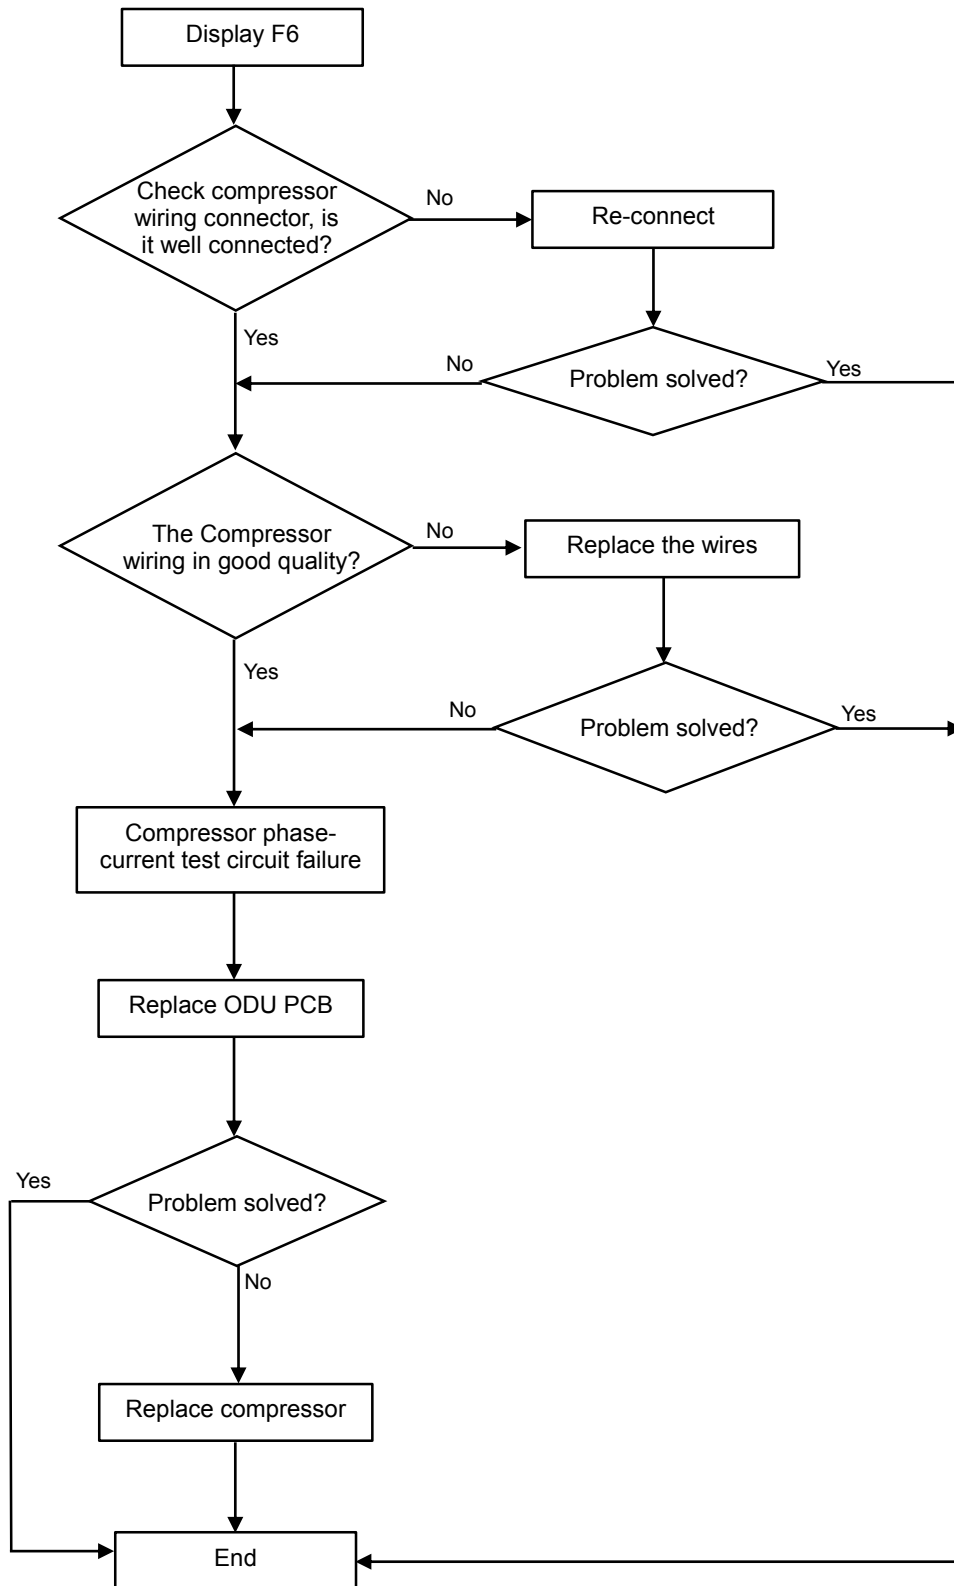 Display F6
Check compressor
wiring connector, is
it well connected?
No
Re-connect
Yes
No
Problem solved?
Yes
The Compressor
wiring in good quality?
No
Replace the wires
Yes
No
Problem solved?
Yes
Compressor phase-
current test circuit failure
Replace ODU PCB
Yes
Problem solved?
No
Replace compressor
End